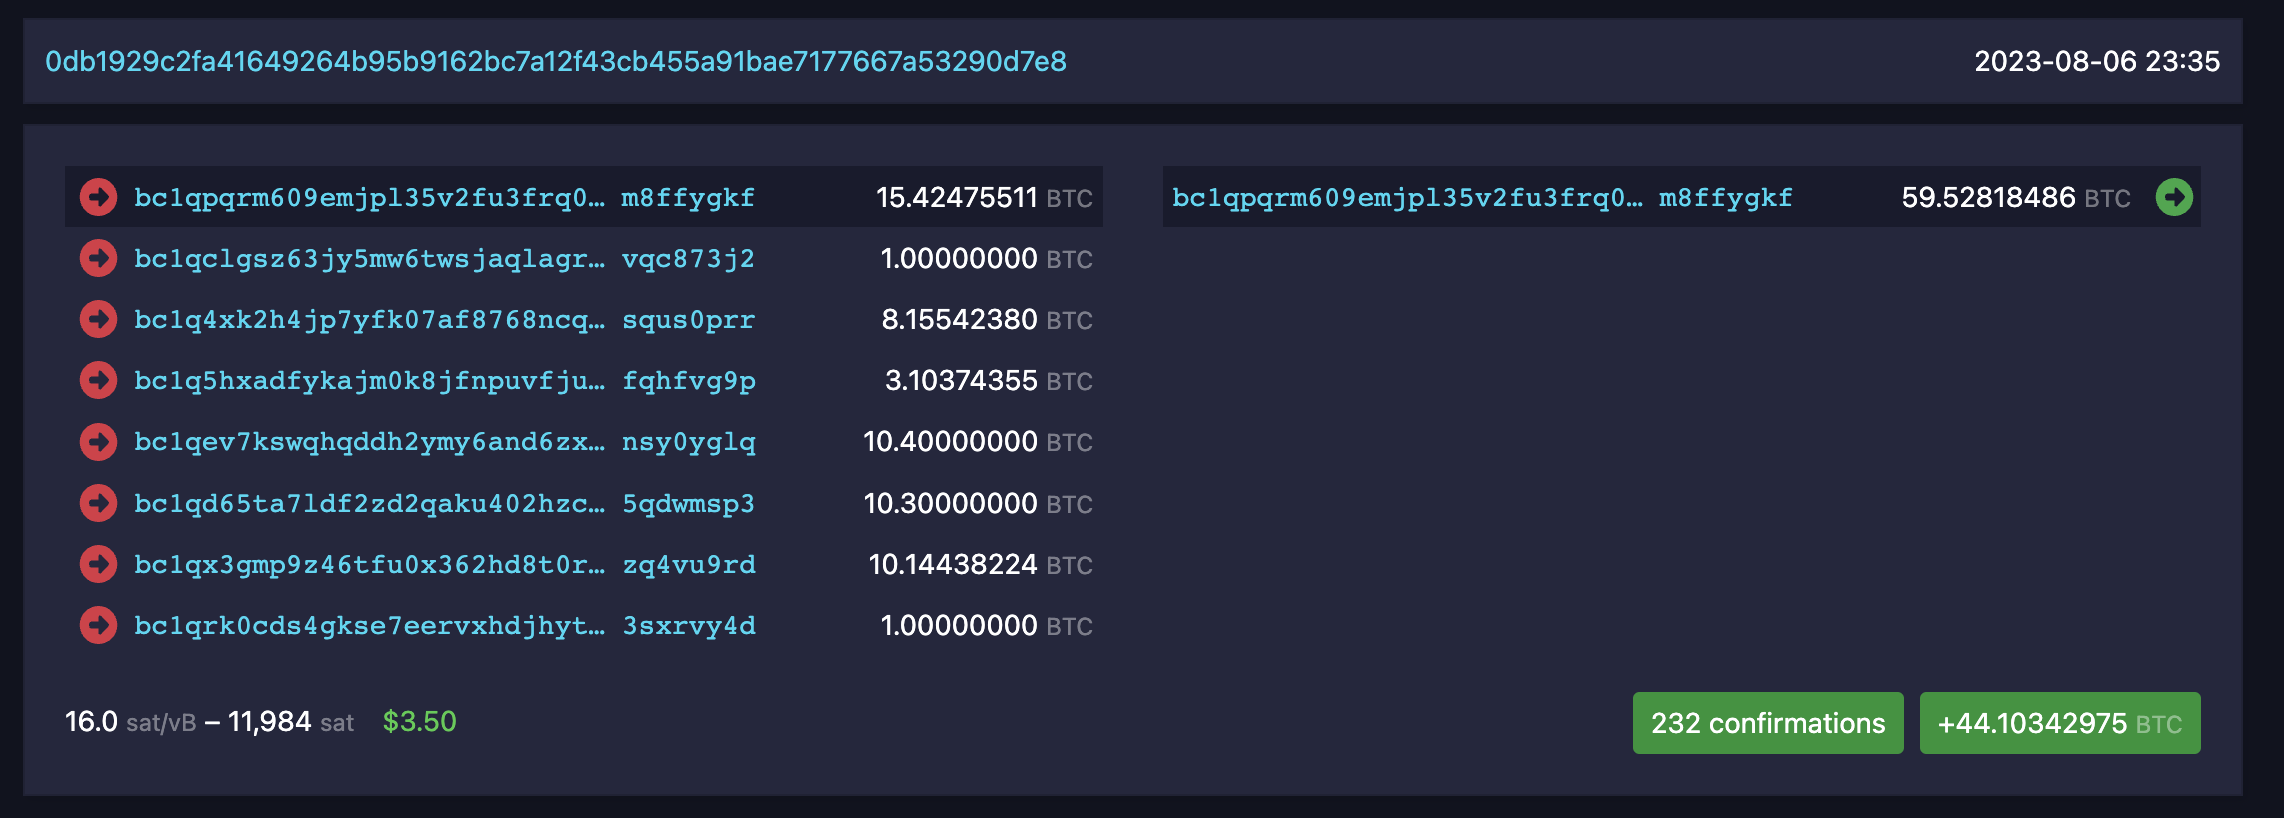 0db1929c2fa41649264b95b9162bc7a12f43cb455a91bae7177667a53290d7e8 2023-08-06 23:35
bc1qpqrm609emjpl35v2fu3frq0… m8ffygkf 15.42475511 BTC
bc1qclgsz63jy5mw6twsjaqlagr… vqc873j2 1.00000000 BTC
bc1q4xk2h4jp7yfk07af8768ncq… squs0prr 8.15542380 BTC
bc1q5hxadfykajm0k8jfnpuvfju… fqhfvg9p 3.10374355 BTC
bc1qev7kswqhqddh2ymy6and6zx… nsy0yglq 10.40000000 BTC
bc1qd65ta7ldf2zd2qaku402hzc… 5qdwmsp3 10.30000000 BTC
bc1qx3gmp9z46tfu0x362hd8t0r… zq4vu9rd 10.14438224 BTC
bc1qrk0cds4gkse7eervxhdjhyt… 3sxrvy4d 1.00000000 BTC
bc1qpqrm609emjpl35v2fu3frq0… m8ffygkf 59.52818486 BTC
16.0 sat/vB – 11,984 sat $3.50
232 confirmations
+44.10342975 BTC